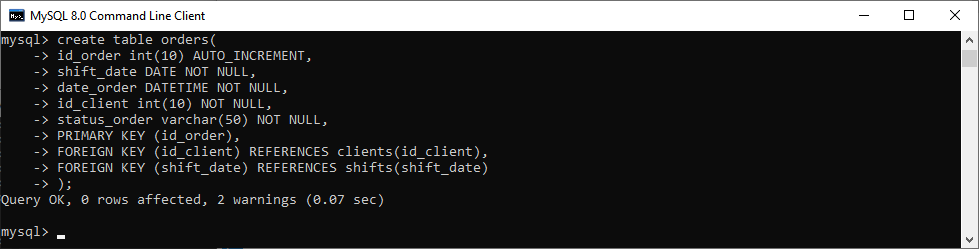 MySQL 8.0 Command Line Client
mysql> create table orders(
    -> id_order int(10) AUTO_INCREMENT,
    -> shift_date DATE NOT NULL,
    -> date_order DATETIME NOT NULL,
    -> id_client int(10) NOT NULL,
    -> status_order varchar(50) NOT NULL,
    -> PRIMARY KEY (id_order),
    -> FOREIGN KEY (id_client) REFERENCES clients(id_client),
    -> FOREIGN KEY (shift_date) REFERENCES shifts(shift_date)
    -> );
Query OK, 0 rows affected, 2 warnings (0.07 sec)
mysql>